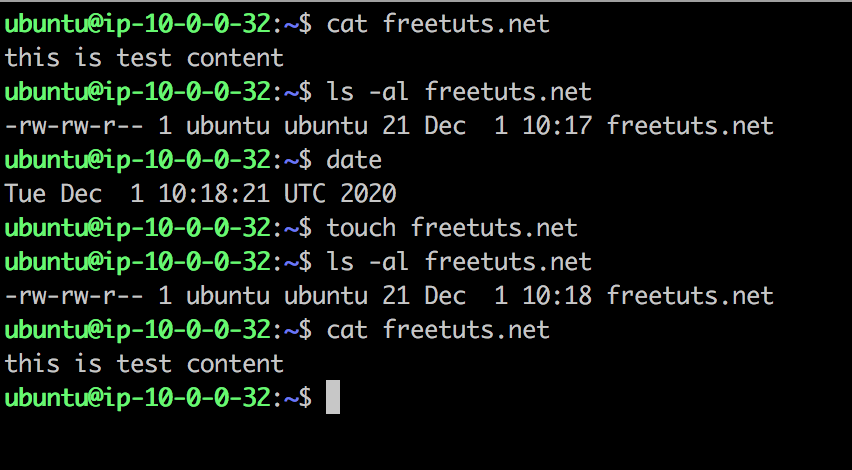 ubuntu@ip-10-0-0-32:~$ cat freetuts.net
this is test content
ubuntu@ip-10-0-0-32:~$ ls -al freetuts.net
-rw-rw-r-- 1 ubuntu ubuntu 21 Dec  1 10:17 freetuts.net
ubuntu@ip-10-0-0-32:~$ date
Tue Dec  1 10:18:21 UTC 2020
ubuntu@ip-10-0-0-32:~$ touch freetuts.net
ubuntu@ip-10-0-0-32:~$ ls -al freetuts.net
-rw-rw-r-- 1 ubuntu ubuntu 21 Dec  1 10:18 freetuts.net
ubuntu@ip-10-0-0-32:~$ cat freetuts.net
this is test content
ubuntu@ip-10-0-0-32:~$